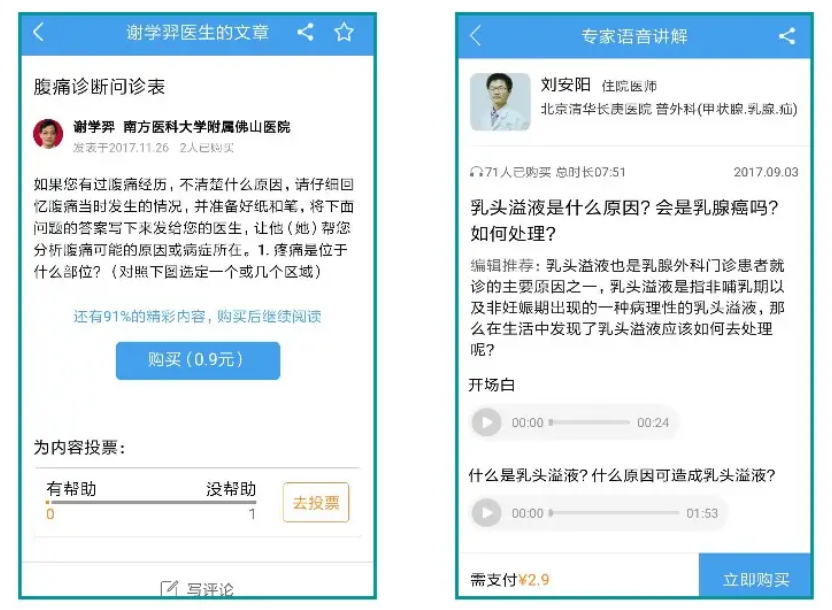 谢学羿医生的文章
腹痛诊断问诊表
谢学羿 南方医科大学附属佛山医院
发表于2017.11.26 2人已购买
如果您有过腹痛经历，不清楚什么原因，请仔细回
忆腹痛当时发生的情况，并准备好纸和笔，将下面
问题的答案写下来发给您的医生，让他（她）帮您
分析腹痛可能的原因或病症所在。1. 疼痛是位于
什么部位？（对照下图选定一个或几个区域）
还有91%的精彩内容，购买后继续阅读
购买（0.9元）
为内容投票：
有帮助 没帮助
0 1
去投票
写评论
专家语音讲解
刘安阳 住院医师
北京清华长庚医院 普外科(甲状腺.乳腺.疝)
71人已购买 总时长07:51 2017.09.03
乳头溢液是什么原因？会是乳腺癌吗？
如何处理？
编辑推荐：乳头溢液也是乳腺外科门诊患者就
诊的主要原因之一，乳头溢液是指非哺乳期以
及非妊娠期出现的一种病理性的乳头溢液，那
么在生活中发现了乳头溢液应该如何去处理
呢？
开场白
00:00 00:24
什么是乳头溢液？什么原因可造成乳头溢液？
00:00 01:53
需支付¥2.9 立即购买